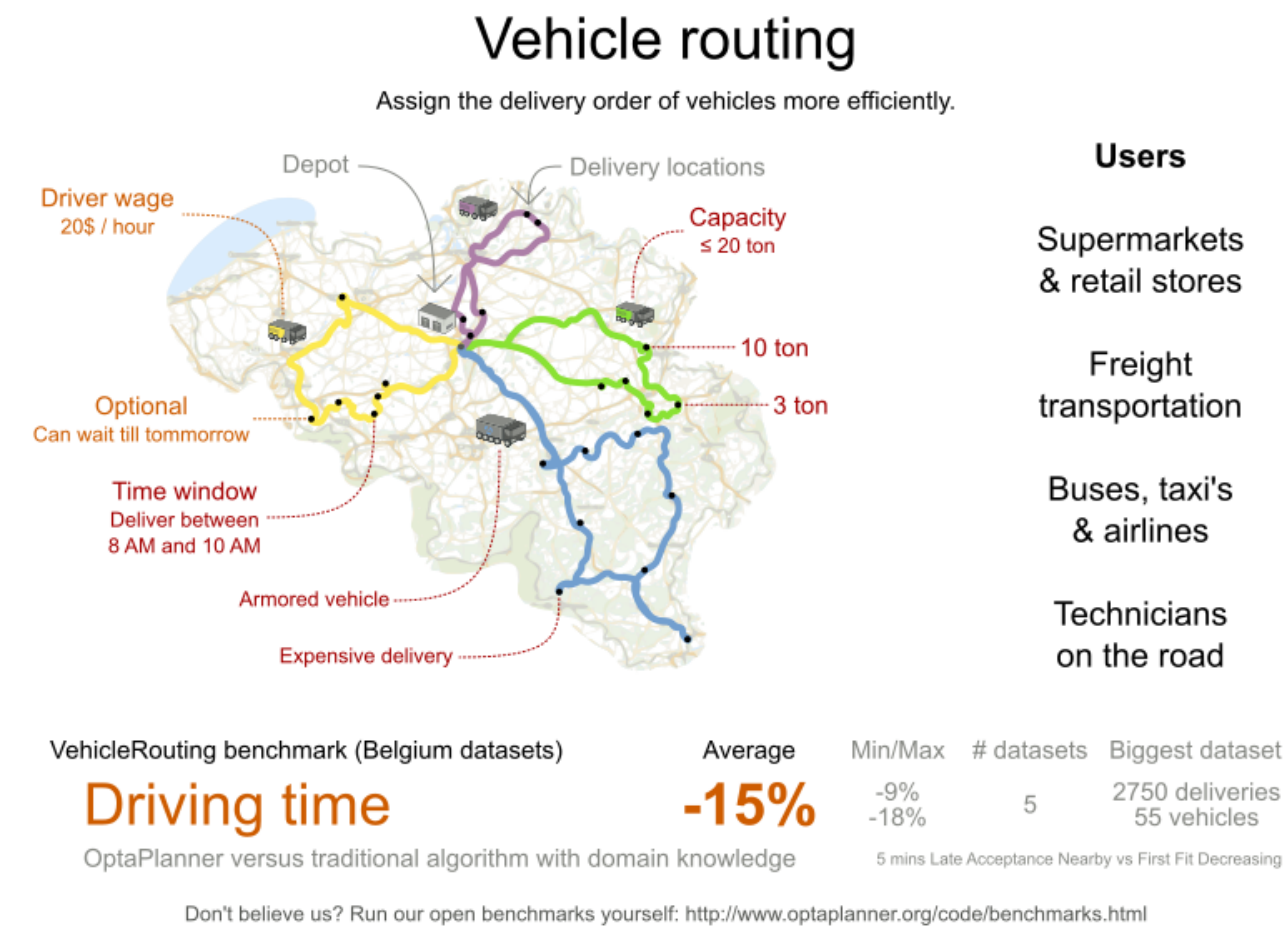 Vehicle routing
Assign the delivery order of vehicles more efficiently.
Depot
Delivery locations
Driver wage
20$ / hour
Capacity
≤ 20 ton
10 ton
3 ton
Optional
Can wait till tommorrow
Time window
Deliver between
8 AM and 10 AM
Armored vehicle
Expensive delivery
Users
Supermarkets
& retail stores
Freight
transportation
Buses, taxi's
& airlines
Technicians
on the road
VehicleRouting benchmark (Belgium datasets)
Average
Min/Max
# datasets
Biggest dataset
Driving time
-15%
-9%
-18%
5
2750 deliveries
55 vehicles
OptaPlanner versus traditional algorithm with domain knowledge
5 mins Late Acceptance Nearby vs First Fit Decreasing
Don't believe us? Run our open benchmarks yourself: http://www.optaplanner.org/code/benchmarks.html